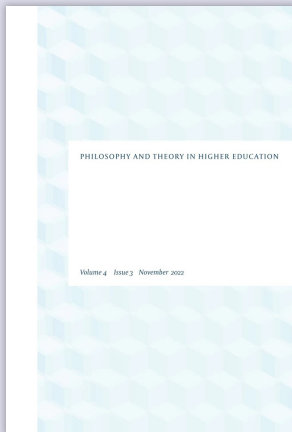 PHILOSOPHY AND THEORY IN HIGHER EDUCATION
Volume 4 Issue 3 November 2022